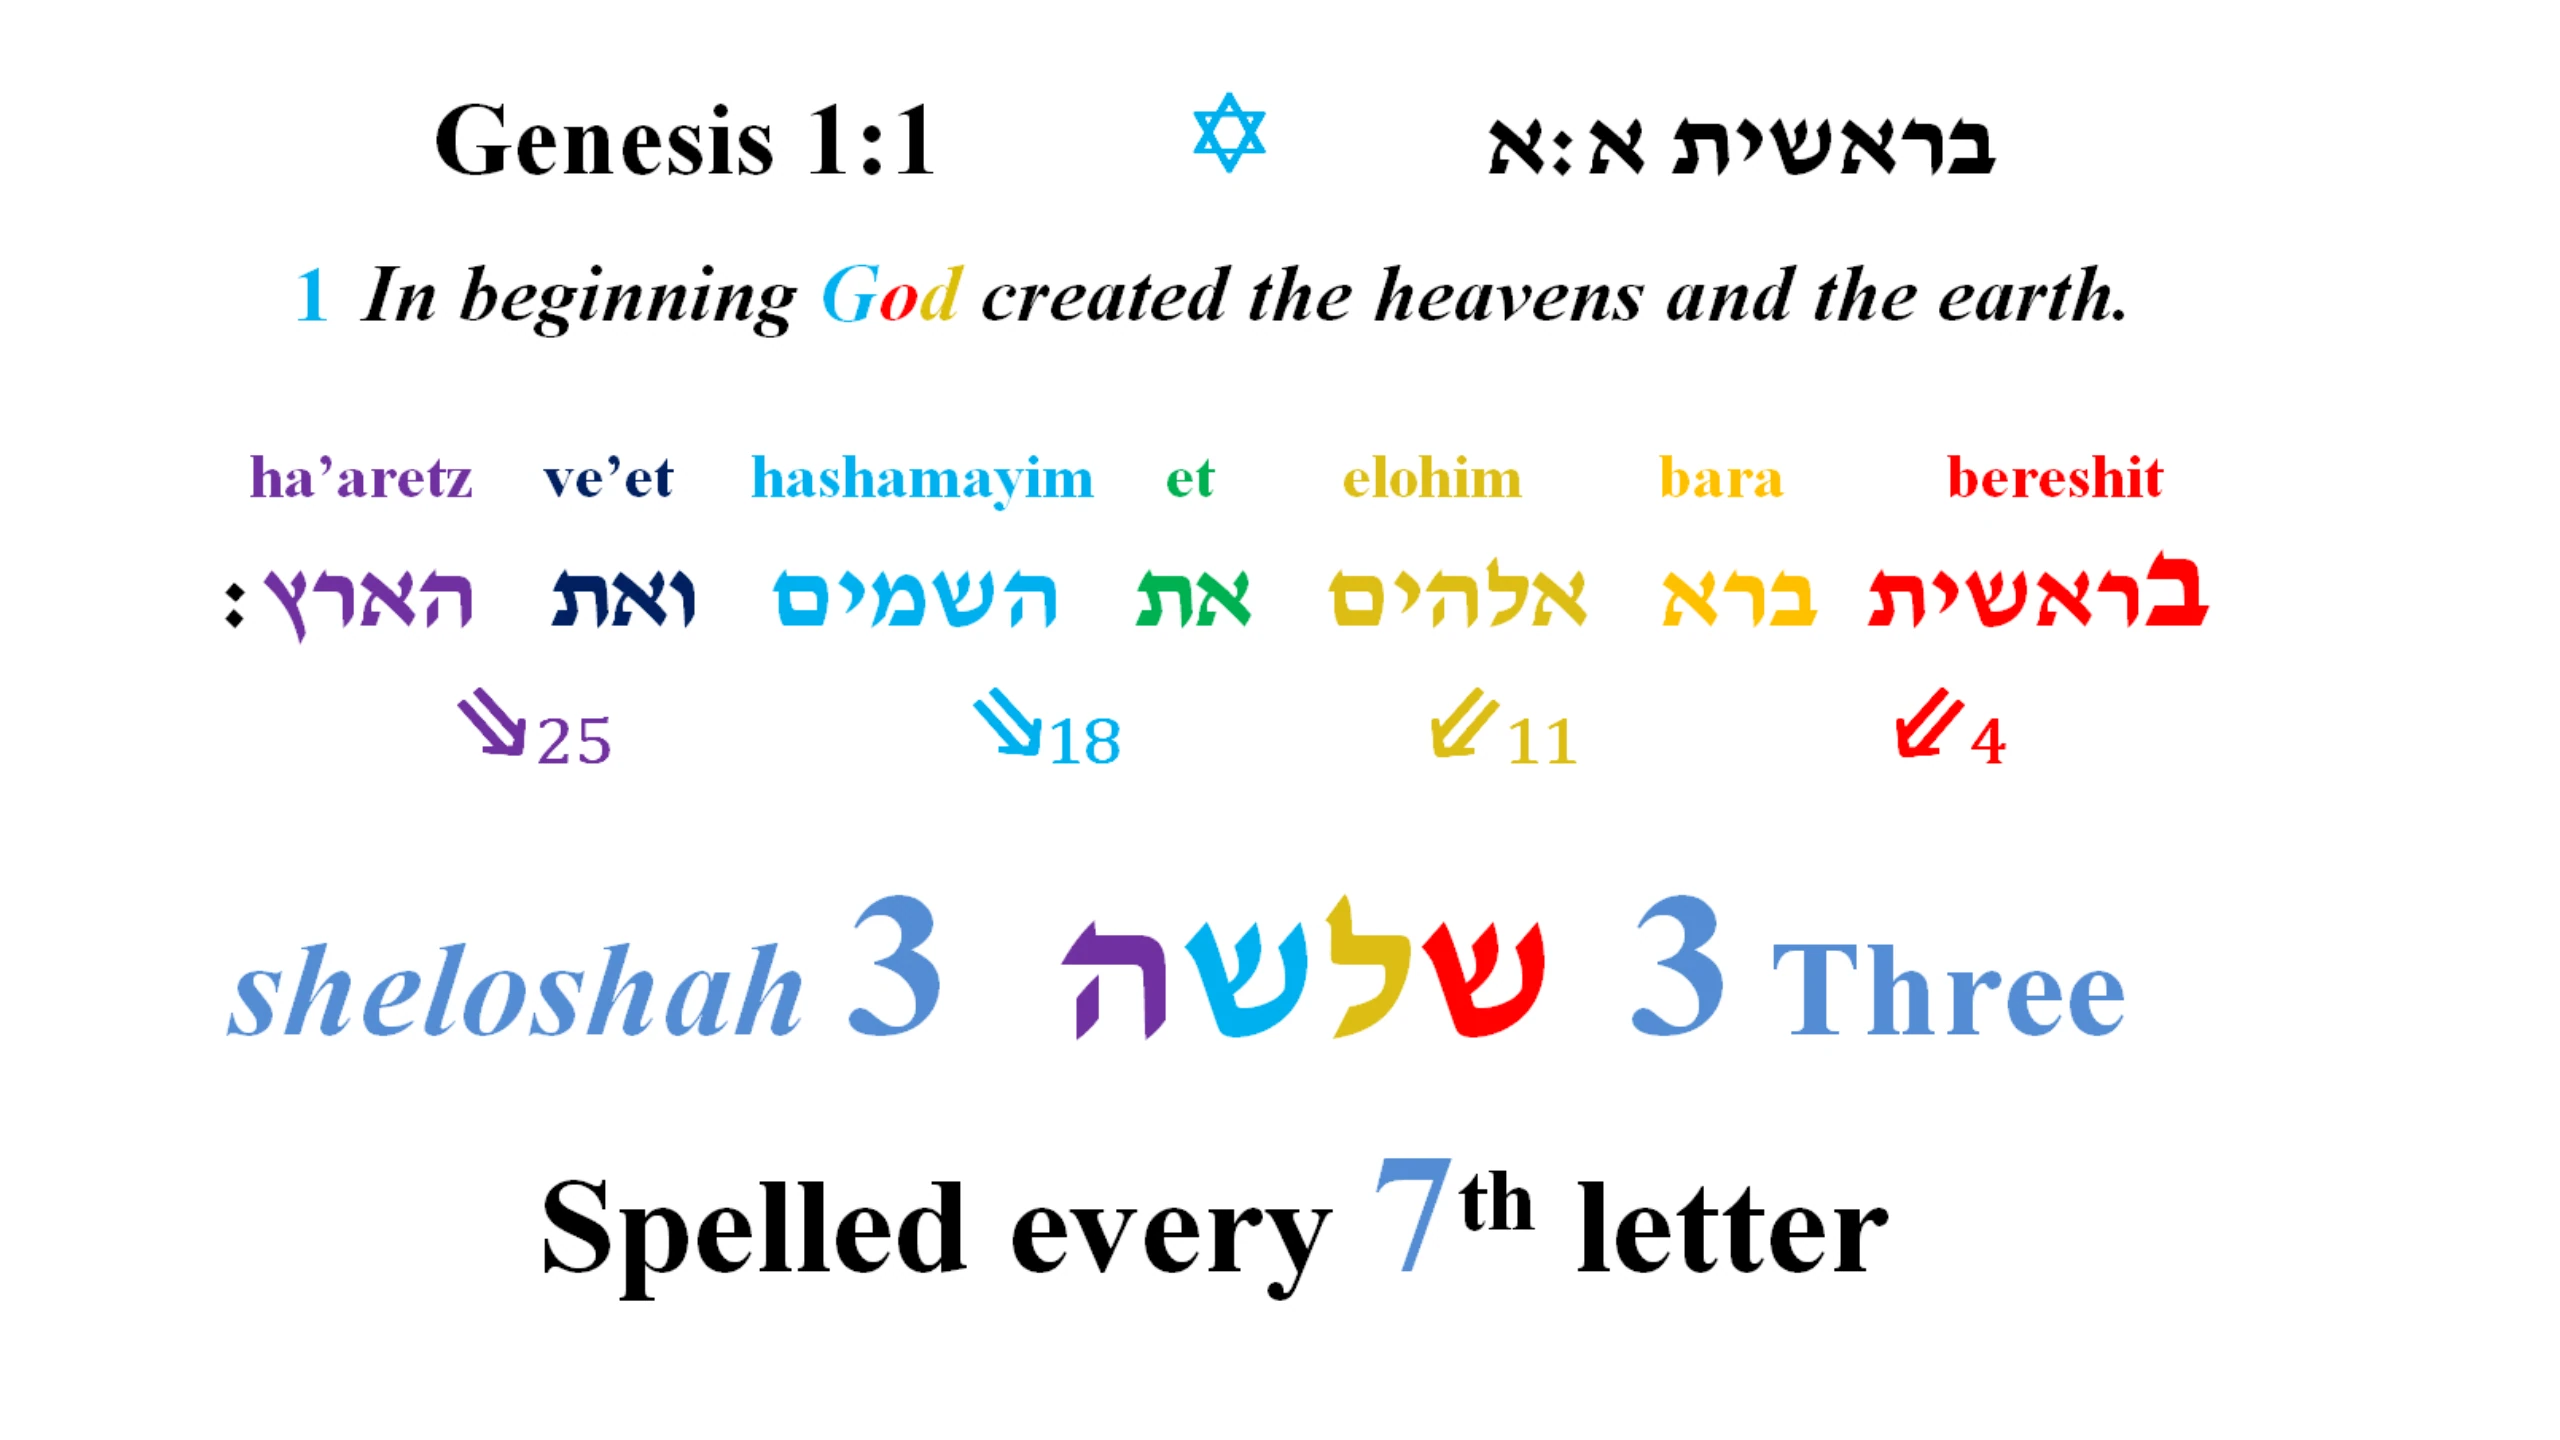 Genesis 1:1 ✡ בראשית א:א
1 In beginning God created the heavens and the earth.
ha’aretz ve’et hashamayim et elohim bara bereshit
בראשית ברא אלהים את השמים ואת הארץ:
⇘25 ⇘18 ⇙11 ⇙4
sheloshah 3 שלשה 3 Three
Spelled every 7th letter